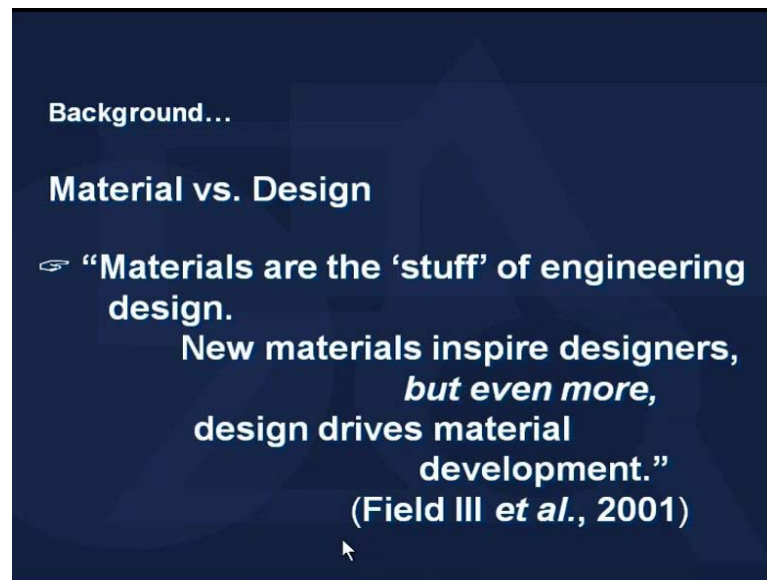 Background…
Material vs. Design
☞ “Materials are the ‘stuff’ of engineering
design.
New materials inspire designers,
but even more,
design drives material
development.”
(Field III et al., 2001)